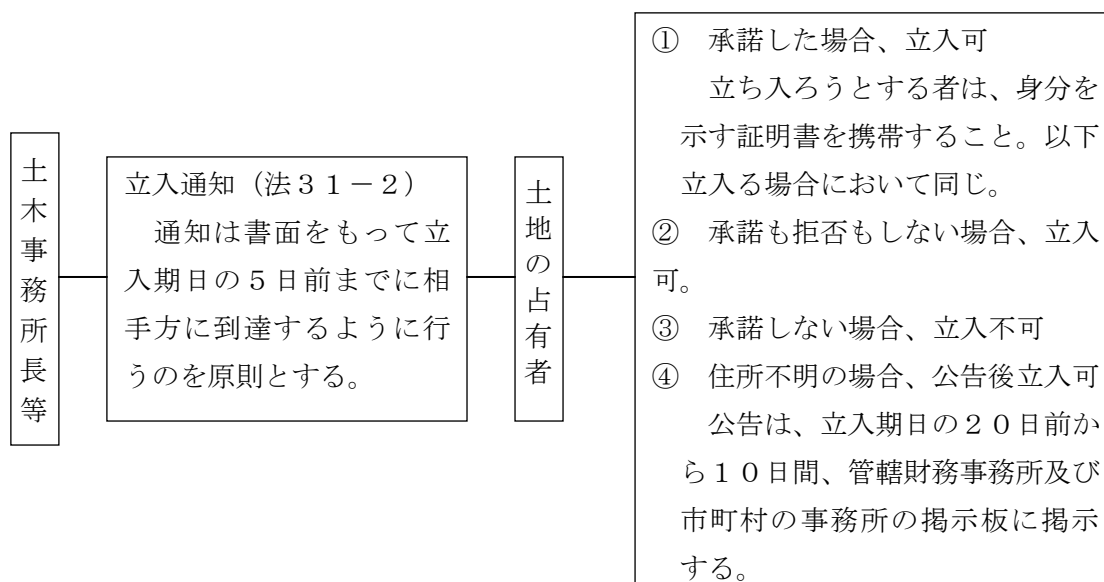 土木事務所長等
立入通知（法３１－２）
通知は書面をもって立
入期日の５日前までに相
手方に到達するように行
うのを原則とする。
土地の占有者
① 承諾した場合、立入可
立ち入ろうとする者は、身分を
示す証明書を携帯すること。以下
立入る場合において同じ。
② 承諾も拒否もしない場合、立入
可。
③ 承諾しない場合、立入不可
④ 住所不明の場合、公告後立入可
公告は、立入期日の２０日前か
ら１０日間、管轄財務事務所及び
市町村の事務所の掲示板に掲示
する。